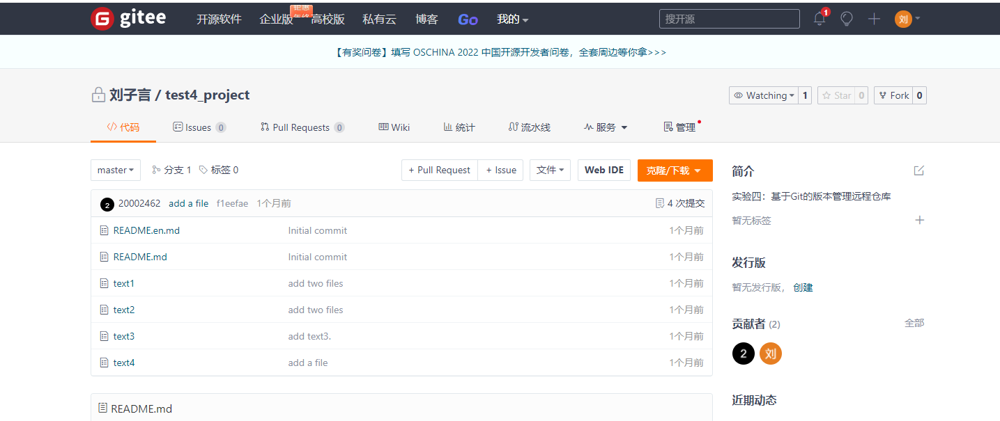 gitee 开源软件 企业版 高校版 私有云 博客 Go 我的 搜开源 1 刘
【有奖问卷】填写 OSCHINA 2022 中国开源开发者问卷，全套周边等你拿>>>
刘子言 / test4_project Watching 1 Star 0 Fork 0
代码 Issues 0 Pull Requests 0 Wiki 统计 流水线 服务 管理
master 分支 1 标签 0 + Pull Request + Issue 文件 Web IDE 克隆/下载
2 20002462 add a file f1eefae 1个月前 4 次提交
README.en.md Initial commit 1个月前
README.md Initial commit 1个月前
text1 add two files 1个月前
text2 add two files 1个月前
text3 add text3. 1个月前
text4 add a file 1个月前
README.md
简介
实验四：基于Git的版本管理远程仓库
暂无标签
发行版
暂无发行版， 创建
贡献者 (2) 全部
2 刘
近期动态